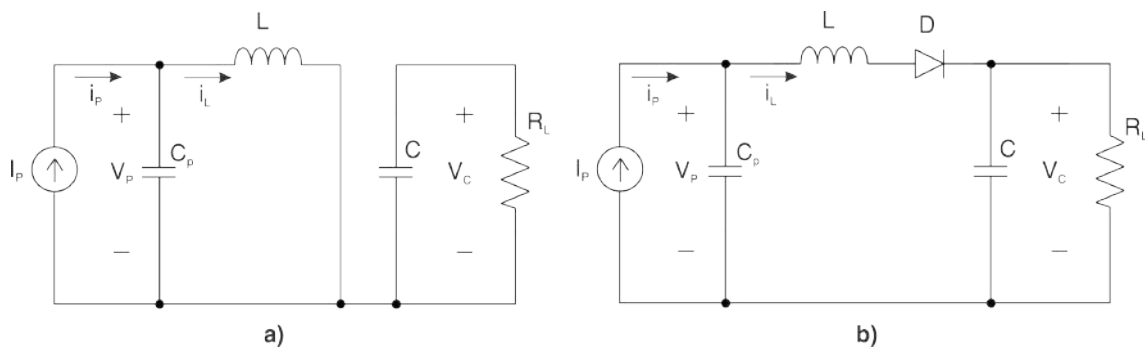 L
i_P
i_L
+
+
R_L
I_P
V_P
C_p
C
V_C
−
−
a)
L
D
i_P
i_L
+
+
R_L
I_P
V_P
C_p
C
V_C
−
−
b)